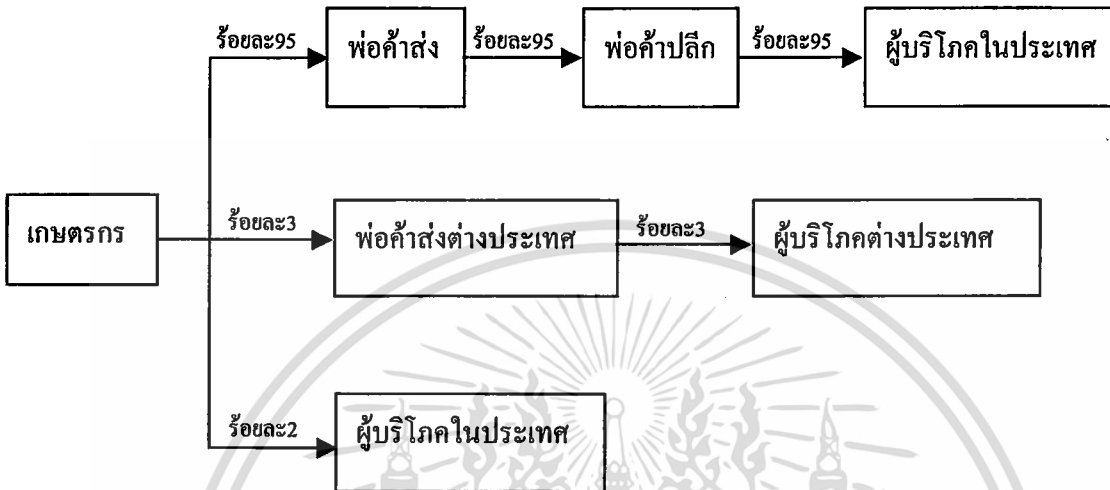 ร้อยละ95 พ่อค้าส่ง ร้อยละ95 พ่อค้าปลีก ร้อยละ95 ผู้บริโภคในประเทศ
เกษตรกร ร้อยละ3 พ่อค้าส่งต่างประเทศ ร้อยละ3 ผู้บริโภคต่างประเทศ
ร้อยละ2 ผู้บริโภคในประเทศ